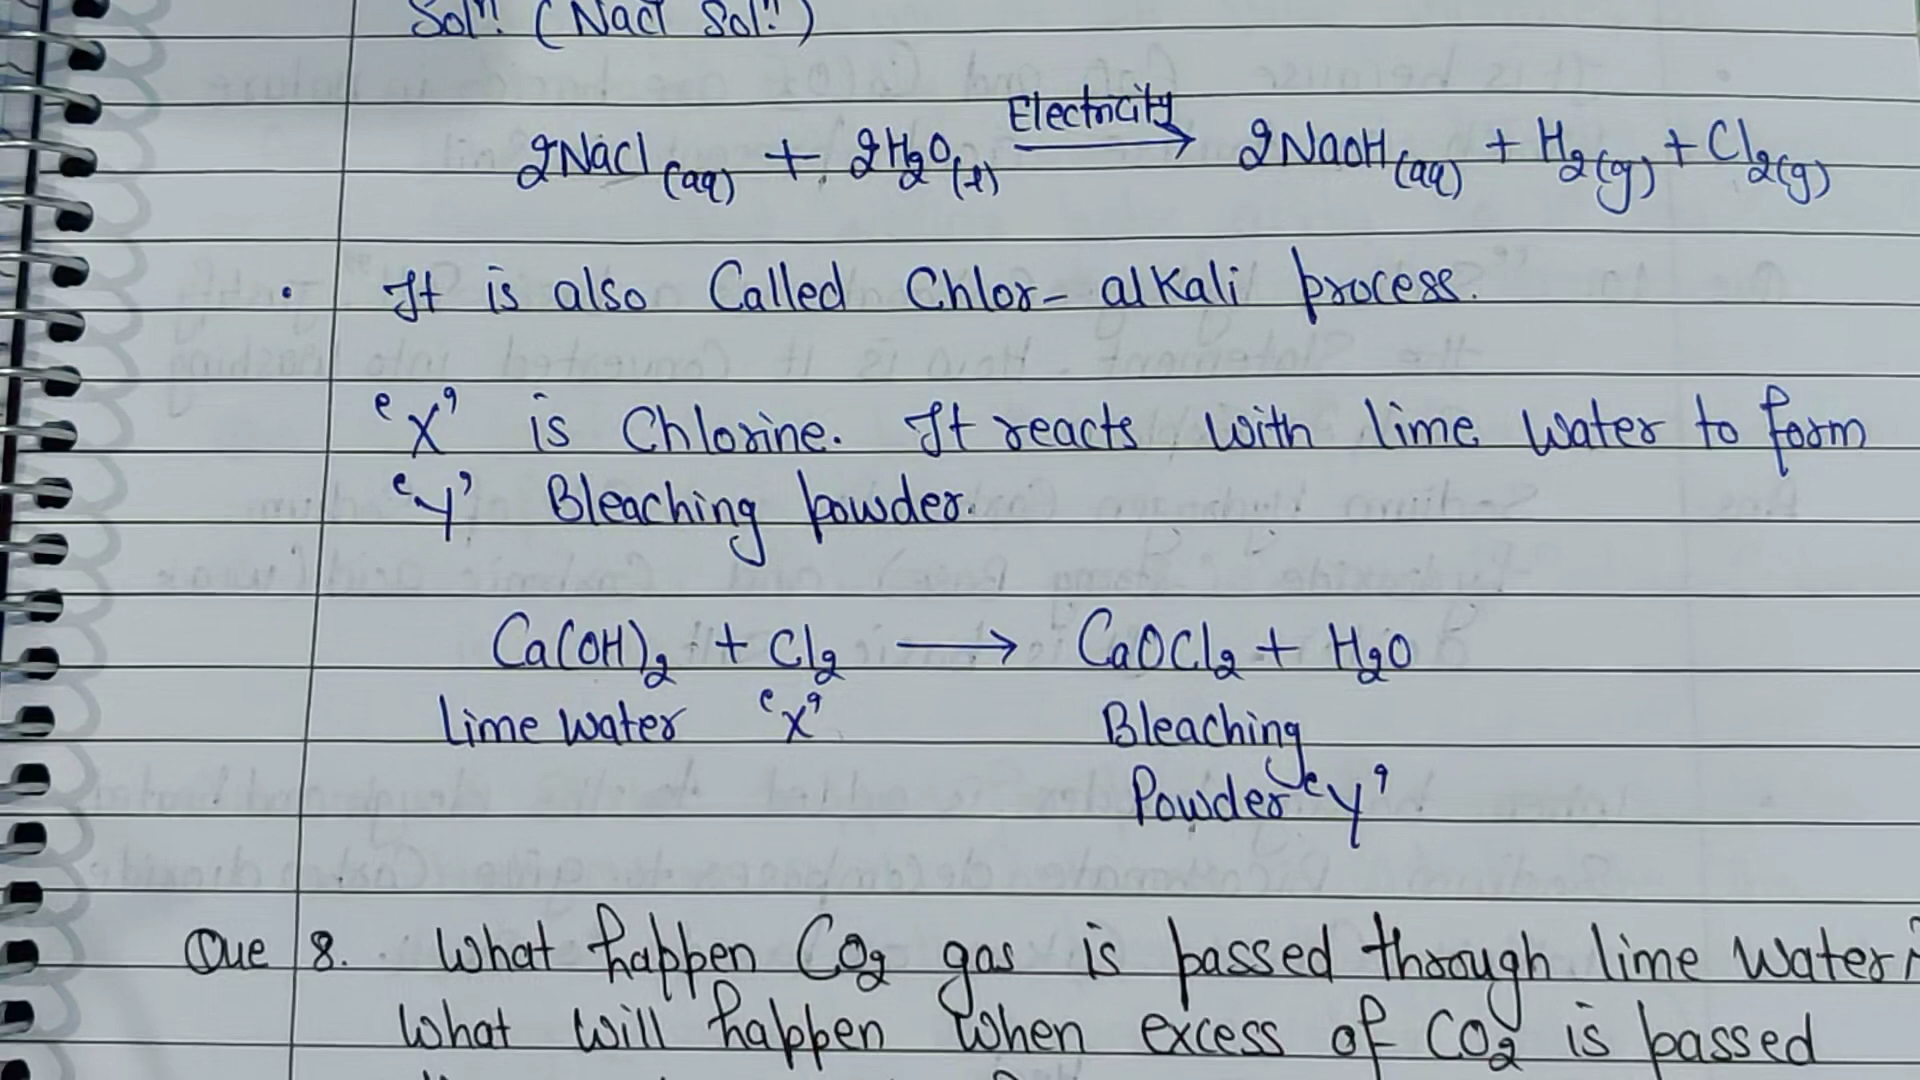 Solⁿ. (NaCl Solⁿ.)
2NaCl(aq) + 2H₂O(l) Electricity → 2NaOH(aq) + H₂(g) + Cl₂(g)
• It is also Called Chlor-alkali process.
'X' is Chlorine. It reacts with lime water to form
'Y' Bleaching powder.
Ca(OH)₂ + Cl₂ → CaOCl₂ + H₂O
lime water 'X' Bleaching
Powder 'Y'
Que 8. What happen CO₂ gas is passed through lime water
What will happen when excess of CO₂ is passed